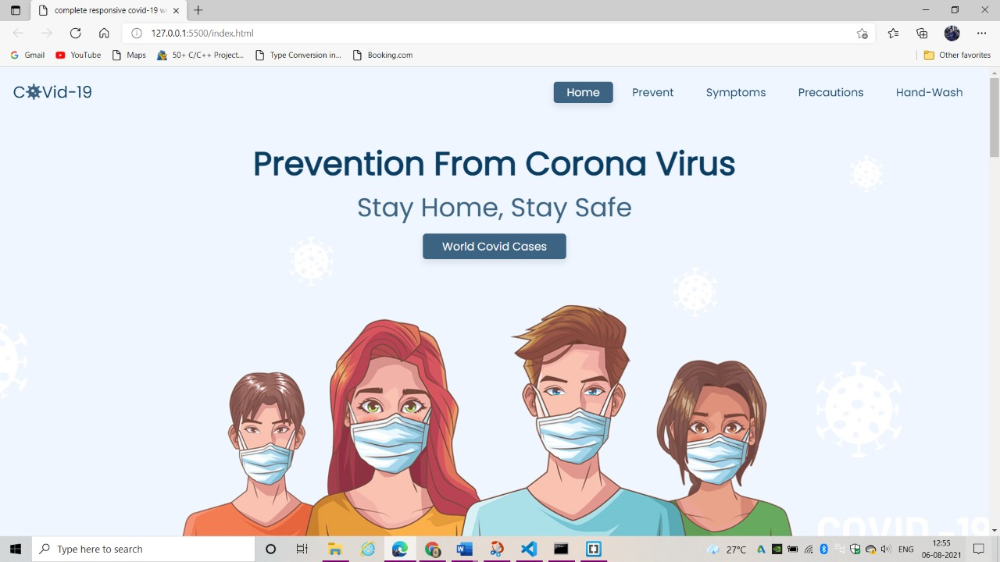 complete responsive covid-19 w
127.0.0.1:5500/index.html
Gmail YouTube Maps 50+ C/C++ Project... Type Conversion in... Booking.com Other favorites
COVid-19 Home Prevent Symptoms Precautions Hand-Wash
Prevention From Corona Virus
Stay Home, Stay Safe
World Covid Cases
COVID -19
Type here to search
27°C ENG 12:55
06-08-2021